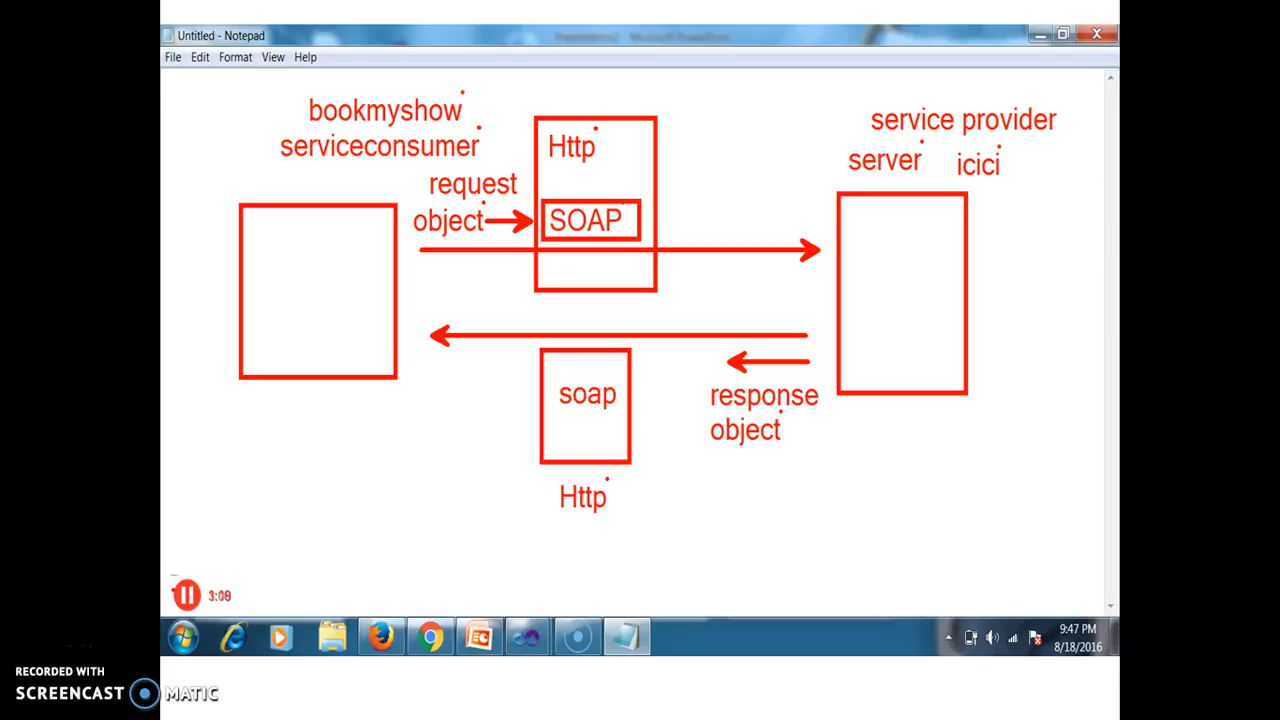 Untitled - Notepad
File Edit Format View Help
bookmyshow
serviceconsumer
request
object
Http
SOAP
service provider
server icici
soap
Http
response
object
3:09
9:47 PM
8/18/2016
RECORDED WITH
SCREENCAST MATIC